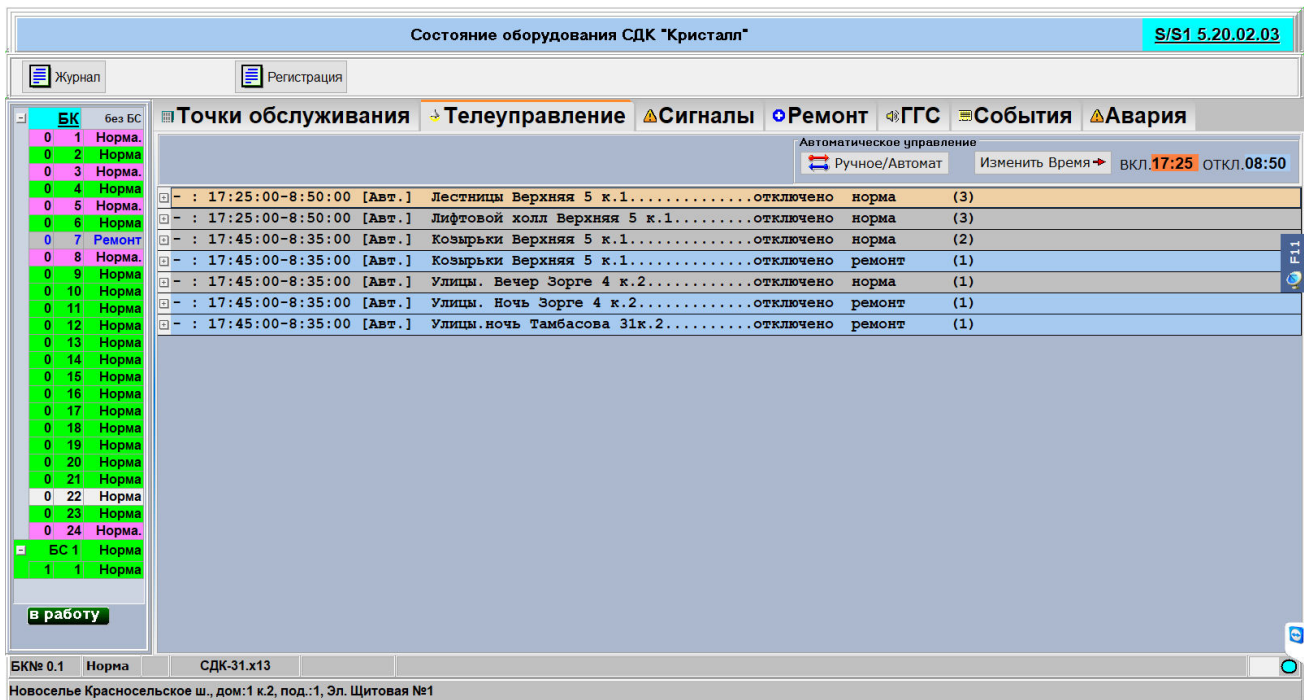 Состояние оборудования СДК "Кристалл"
S/S1 5.20.02.03
Журнал
Регистрация
БК без БС
0 1 Норма.
0 2 Норма
0 3 Норма.
0 4 Норма
0 5 Норма.
0 6 Норма
0 7 Ремонт
0 8 Норма.
0 9 Норма
0 10 Норма
0 11 Норма
0 12 Норма
0 13 Норма
0 14 Норма
0 15 Норма
0 16 Норма
0 17 Норма
0 18 Норма
0 19 Норма
0 20 Норма
0 21 Норма
0 22 Норма
0 23 Норма
0 24 Норма.
БС 1 Норма
1 1 Норма
в работу
Точки обслуживания Телеуправление Сигналы Ремонт ГГС События Авария
Автоматическое управление
Ручное/Автомат Изменить Время ВКЛ.17:25 ОТКЛ.08:50
- : 17:25:00-8:50:00 [Авт.] Лестницы Верхняя 5 к.1..............отключено норма (3)
- : 17:25:00-8:50:00 [Авт.] Лифтовой холл Верхняя 5 к.1.........отключено норма (3)
- : 17:45:00-8:35:00 [Авт.] Козырьки Верхняя 5 к.1..............отключено норма (2)
- : 17:45:00-8:35:00 [Авт.] Козырьки Верхняя 5 к.1..............отключено ремонт (1)
- : 17:45:00-8:35:00 [Авт.] Улицы. Вечер Зорге 4 к.2............отключено норма (1)
- : 17:45:00-8:35:00 [Авт.] Улицы. Ночь Зорге 4 к.2.............отключено ремонт (1)
- : 17:45:00-8:35:00 [Авт.] Улицы.ночь Тамбасова 31к.2..........отключено ремонт (1)
F11
БК№ 0.1 Норма СДК-31.х13
Новоселье Красносельское ш., дом:1 к.2, под.:1, Эл. Щитовая №1